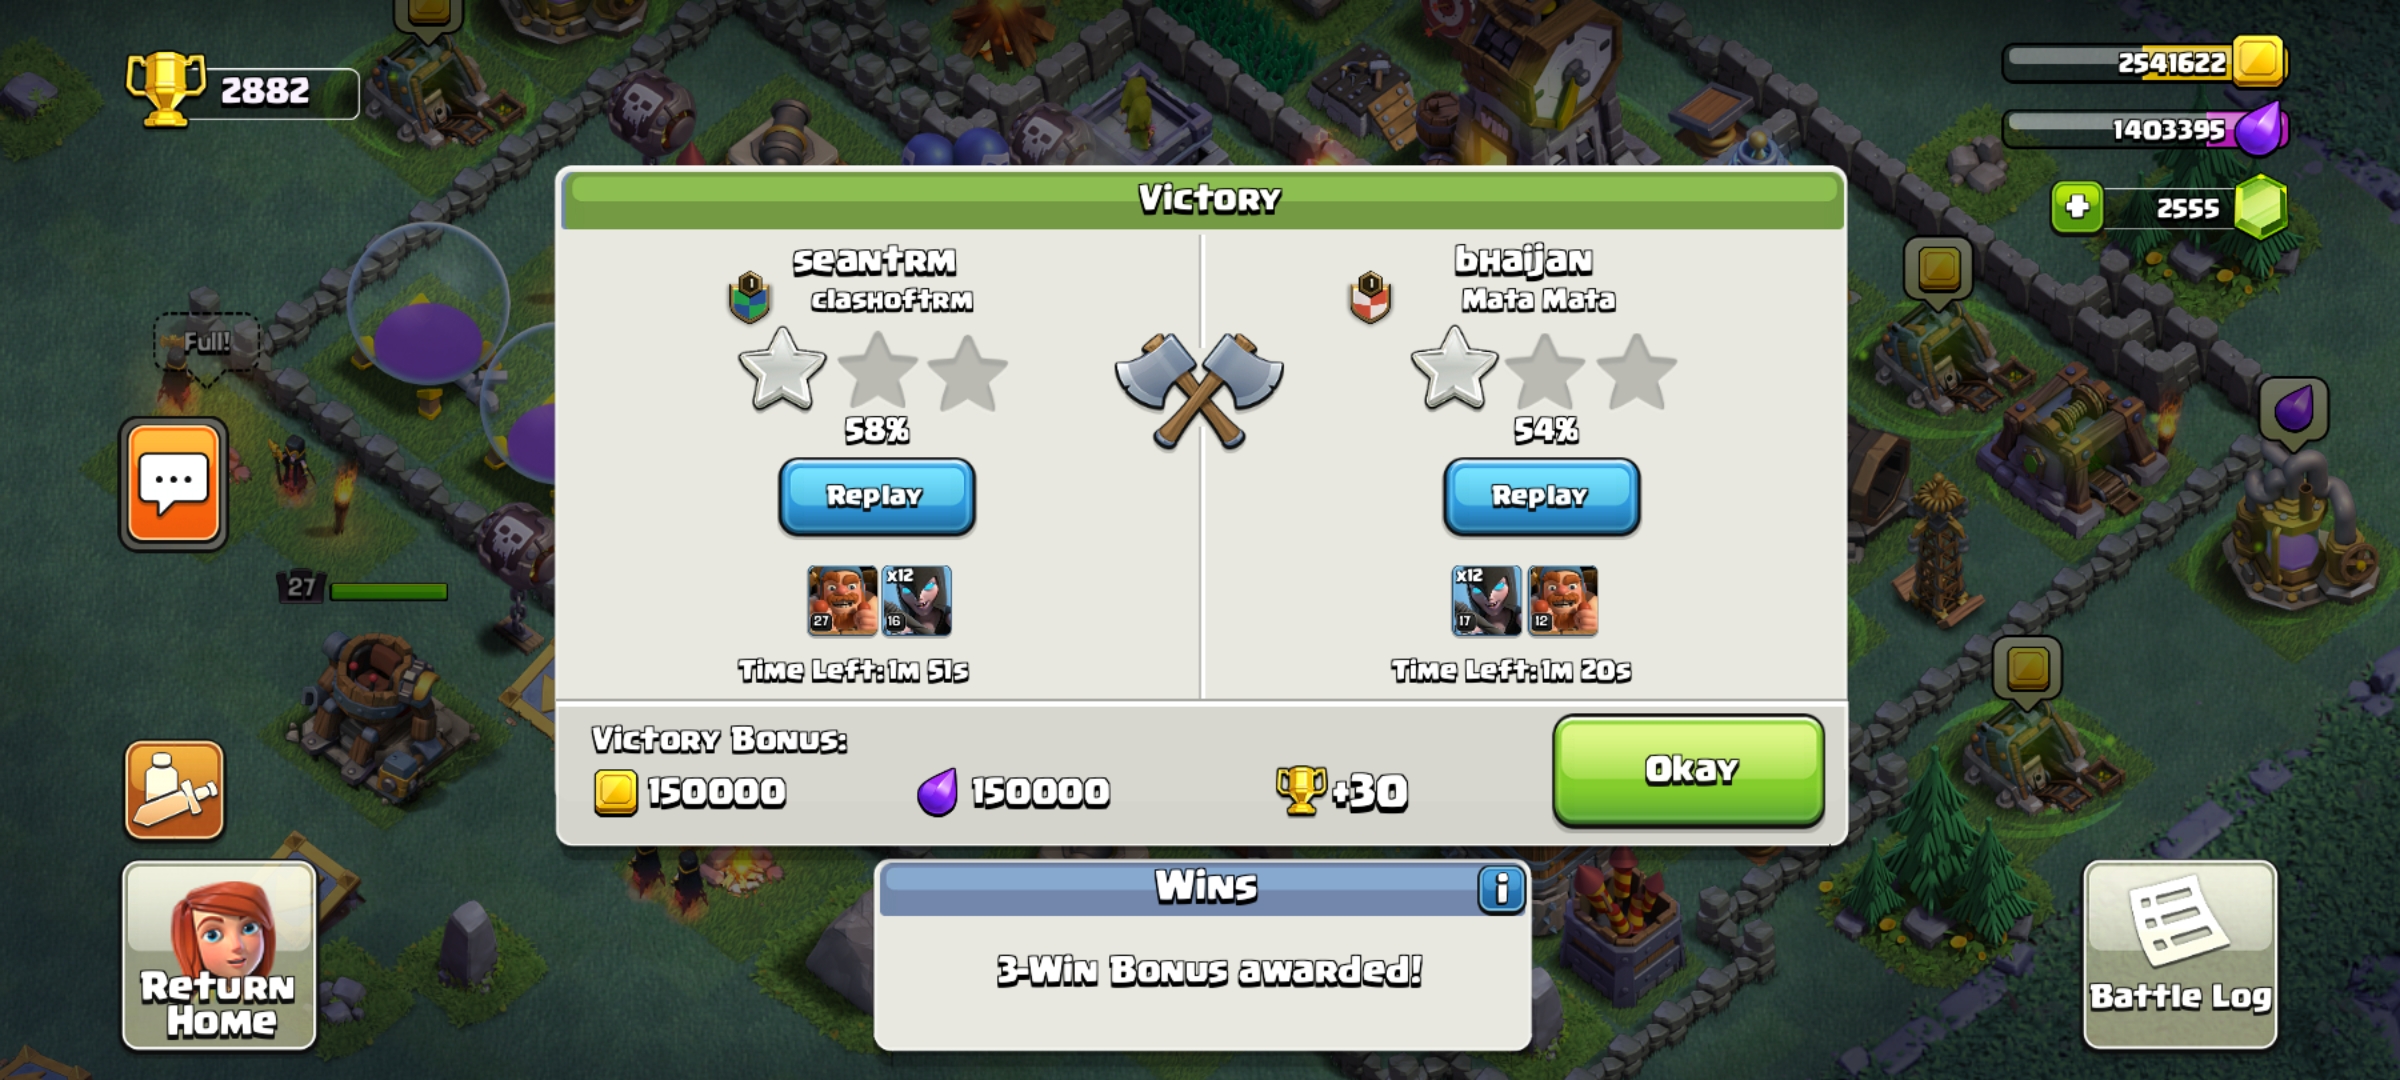 2882
2541622
1403395
2555
Full!
27
Victory
seantrm
clashoftrm
1
58%
Replay
27
x12
16
Time Left:1m 51s
bhaijan
Mata Mata
1
54%
Replay
x12
17
12
Time Left:1m 20s
Victory Bonus:
150000
150000
+30
Okay
Wins
i
3-Win Bonus awarded!
Return
Home
Battle Log